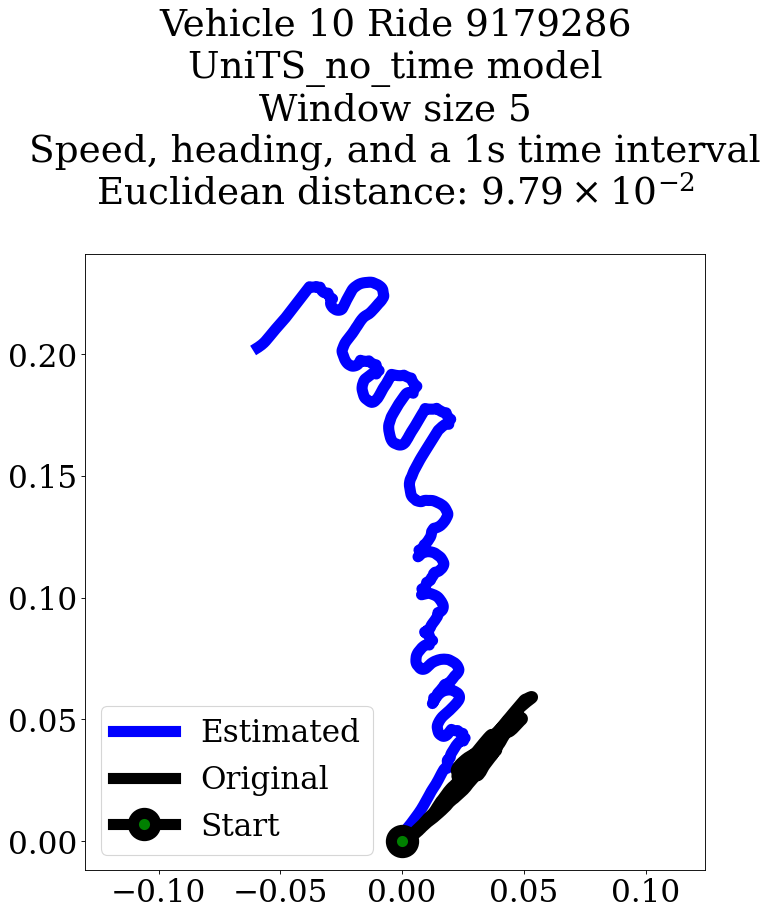 Vehicle 10 Ride 9179286
UniTS_no_time model
Window size 5
Speed, heading, and a 1s time interval
Euclidean distance: 9.79 × 10⁻²
0.20
0.15
0.10
0.05
0.00
Estimated
Original
Start
−0.10 −0.05 0.00 0.05 0.10